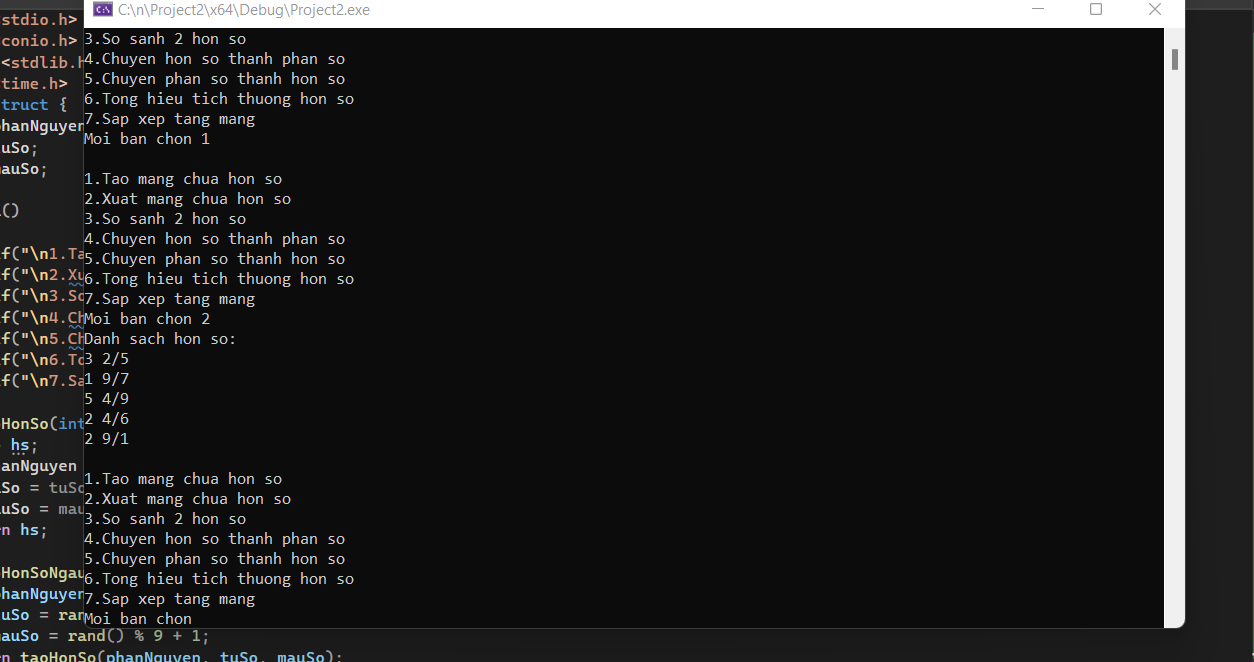 C:\n\Project2\x64\Debug\Project2.exe
3.So sanh 2 hon so
4.Chuyen hon so thanh phan so
5.Chuyen phan so thanh hon so
6.Tong hieu tich thuong hon so
7.Sap xep tang mang
Moi ban chon 1
1.Tao mang chua hon so
2.Xuat mang chua hon so
3.So sanh 2 hon so
4.Chuyen hon so thanh phan so
5.Chuyen phan so thanh hon so
6.Tong hieu tich thuong hon so
7.Sap xep tang mang
Moi ban chon 2
Danh sach hon so:
3 2/5
1 9/7
5 4/9
2 4/6
2 9/1
1.Tao mang chua hon so
2.Xuat mang chua hon so
3.So sanh 2 hon so
4.Chuyen hon so thanh phan so
5.Chuyen phan so thanh hon so
6.Tong hieu tich thuong hon so
7.Sap xep tang mang
Moi ban chon
stdio.h>
conio.h>
<stdlib.h
time.h>
truct {
hanNguyen
uSo;
auSo;
()
f("\n1.Ta
f("\n2.Xu
f("\n3.So
f("\n4.Ch
f("\n5.Ch
f("\n6.To
f("\n7.Sa
HonSo(int
hs;
anNguyen
So = tuSo
uSo = mau
n hs;
HonSoNgau
hanNguyen
uSo = ran
auSo = rand() % 9 + 1;
n taoHonSo(phanNguyen, tuSo, mauSo);